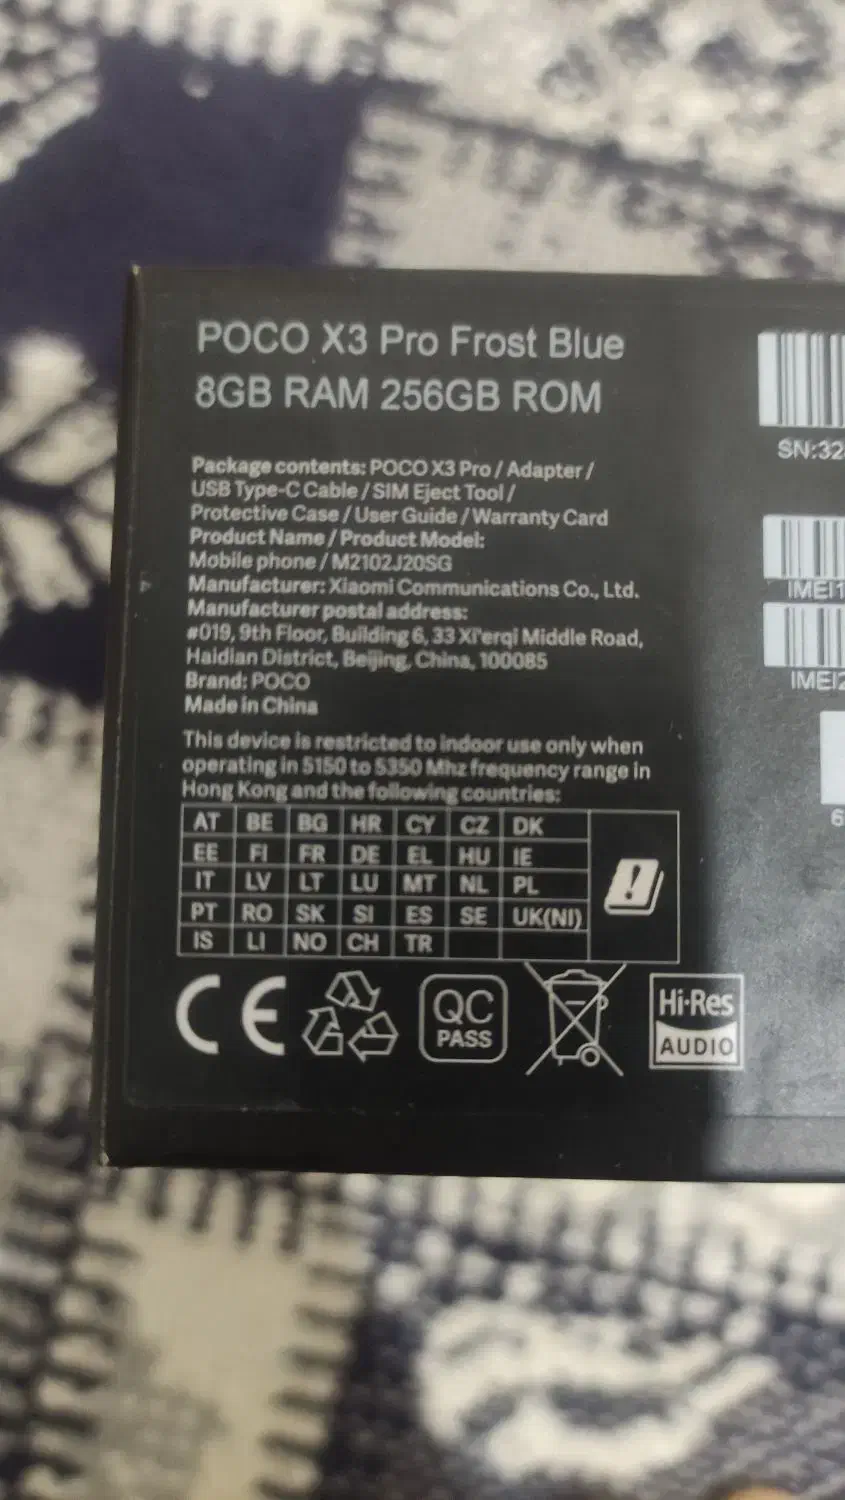 POCO X3 Pro Frost Blue
8GB RAM 256GB ROM
Package contents: POCO X3 Pro / Adapter /
USB Type-C Cable / SIM Eject Tool /
Protective Case / User Guide / Warranty Card
Product Name / Product Model:
Mobile phone / M2102J20SG
Manufacturer: Xiaomi Communications Co., Ltd.
Manufacturer postal address:
#019, 9th Floor, Building 6, 33 Xi'erqi Middle Road,
Haidian District, Beijing, China, 100085
Brand: POCO
Made in China
This device is restricted to indoor use only when
operating in 5150 to 5350 Mhz frequency range in
Hong Kong and the following countries:
AT BE BG HR CY CZ DK
EE FI FR DE EL HU IE
IT LV LT LU MT NL PL
PT RO SK SI ES SE UK(NI)
IS LI NO CH TR
CE
QC
PASS
Hi-Res
AUDIO
SN:32
IMEI1
IMEI2
6